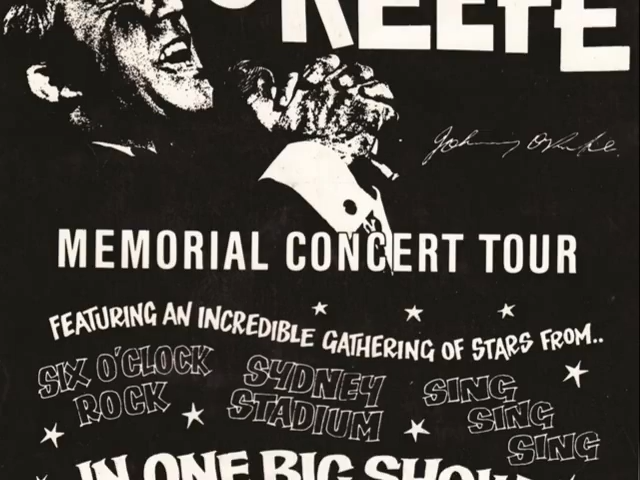 O'KEEFE
Johnny O'Keefe
MEMORIAL CONCERT TOUR
FEATURING AN INCREDIBLE GATHERING OF STARS FROM..
SIX O'CLOCK
ROCK
SYDNEY
STADIUM
SING
SING
SING
IN ONE BIG SHOW